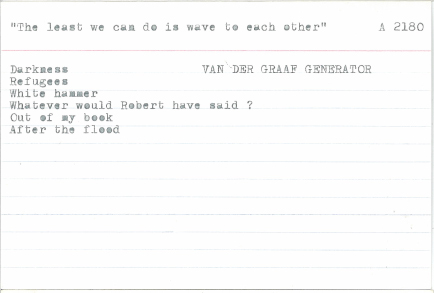 "The least we can do is wave to each other" A 2180
Darkness VAN DER GRAAF GENERATOR
Refugees
White hammer
Whatever would Robert have said ?
Out of my book
After the flood